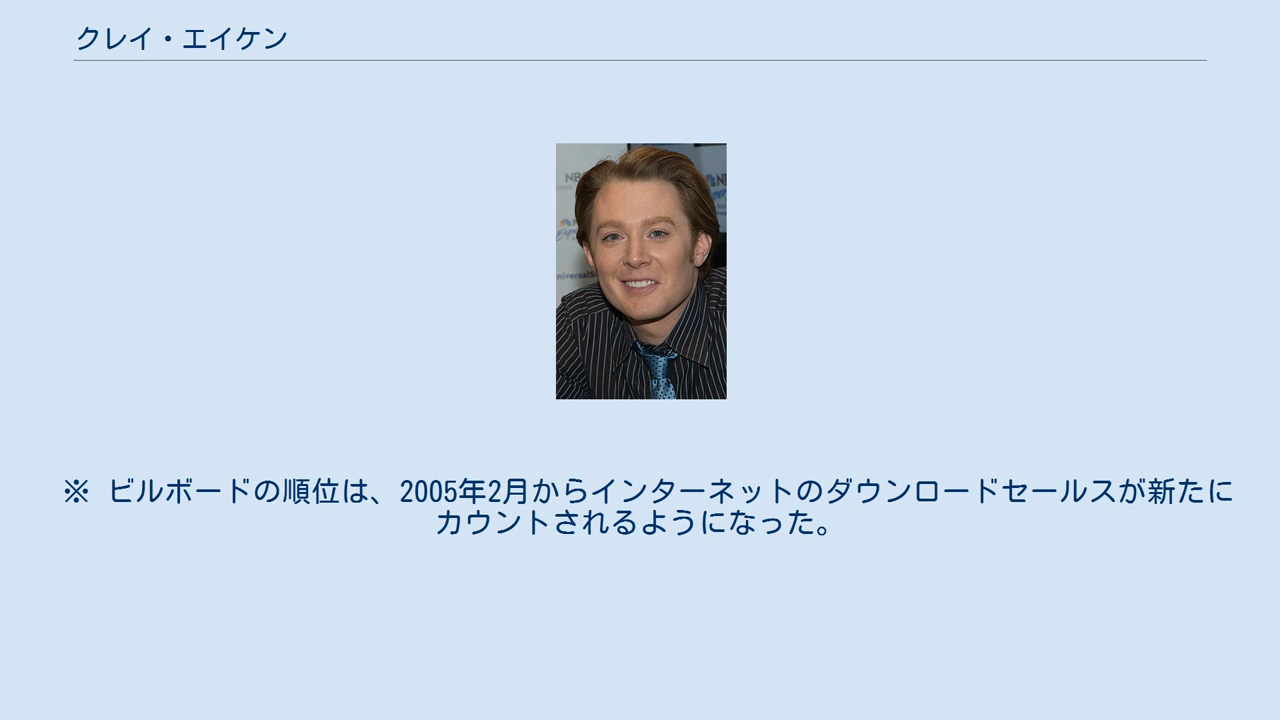 クレイ・エイケン
NB
N
niversalS
※ ビルボードの順位は、2005年2月からインターネットのダウンロードセールスが新たに
カウントされるようになった。